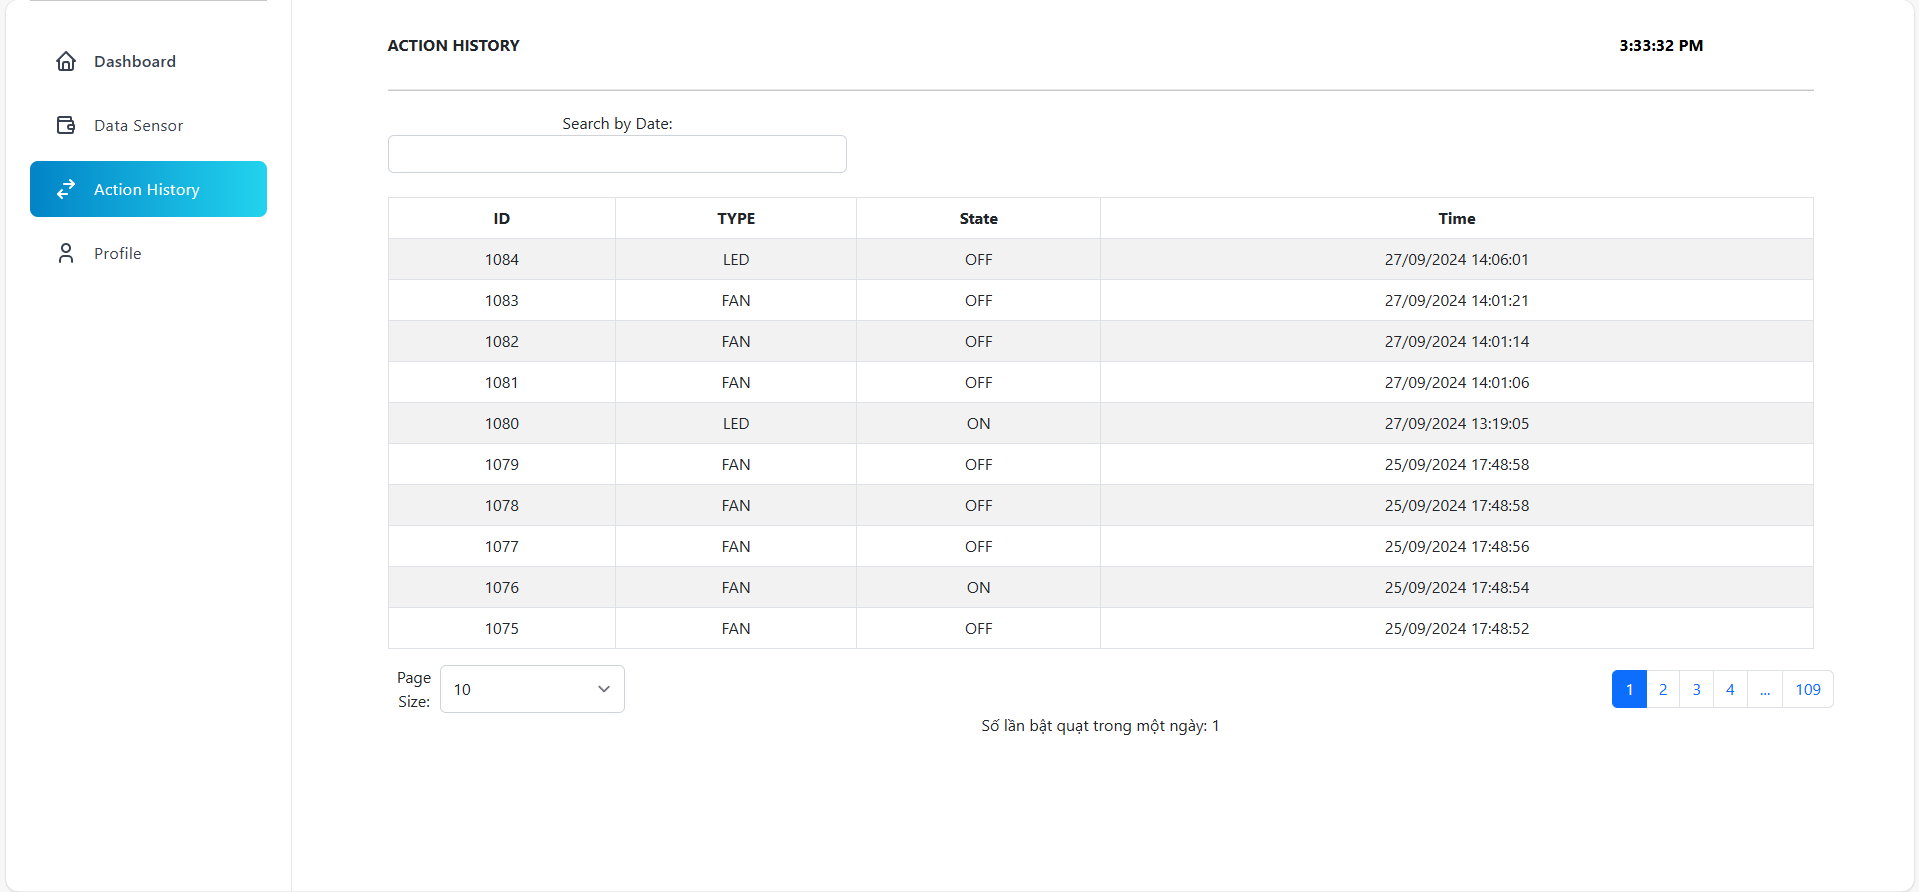 Dashboard
Data Sensor
Action History
Profile
ACTION HISTORY
3:33:32 PM
Search by Date:
ID TYPE State Time
1084 LED OFF 27/09/2024 14:06:01
1083 FAN OFF 27/09/2024 14:01:21
1082 FAN OFF 27/09/2024 14:01:14
1081 FAN OFF 27/09/2024 14:01:06
1080 LED ON 27/09/2024 13:19:05
1079 FAN OFF 25/09/2024 17:48:58
1078 FAN OFF 25/09/2024 17:48:58
1077 FAN OFF 25/09/2024 17:48:56
1076 FAN ON 25/09/2024 17:48:54
1075 FAN OFF 25/09/2024 17:48:52
Page
Size:
10
1 2 3 4 ... 109
Số lần bật quạt trong một ngày: 1